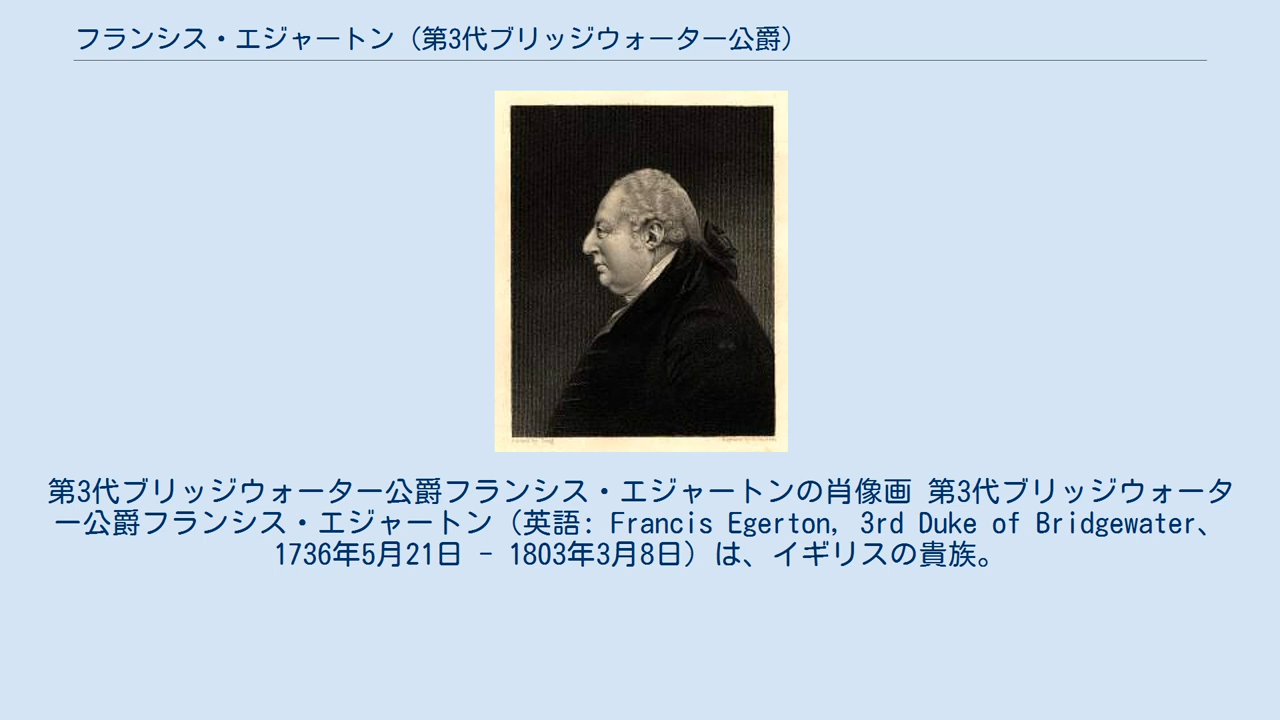 フランシス・エジャートン（第3代ブリッジウォーター公爵）
第3代ブリッジウォーター公爵フランシス・エジャートンの肖像画 第3代ブリッジウォータ
ー公爵フランシス・エジャートン（英語: Francis Egerton, 3rd Duke of Bridgewater、
1736年5月21日 - 1803年3月8日）は、イギリスの貴族。